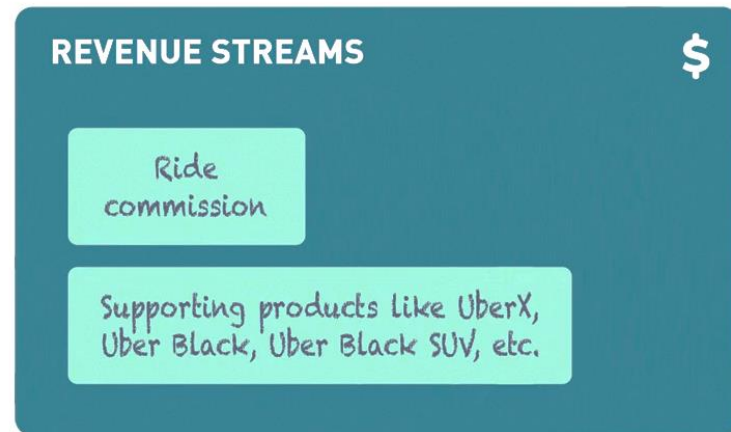 REVENUE STREAMS
$
Ride
commission
Supporting products like UberX,
Uber Black, Uber Black SUV, etc.